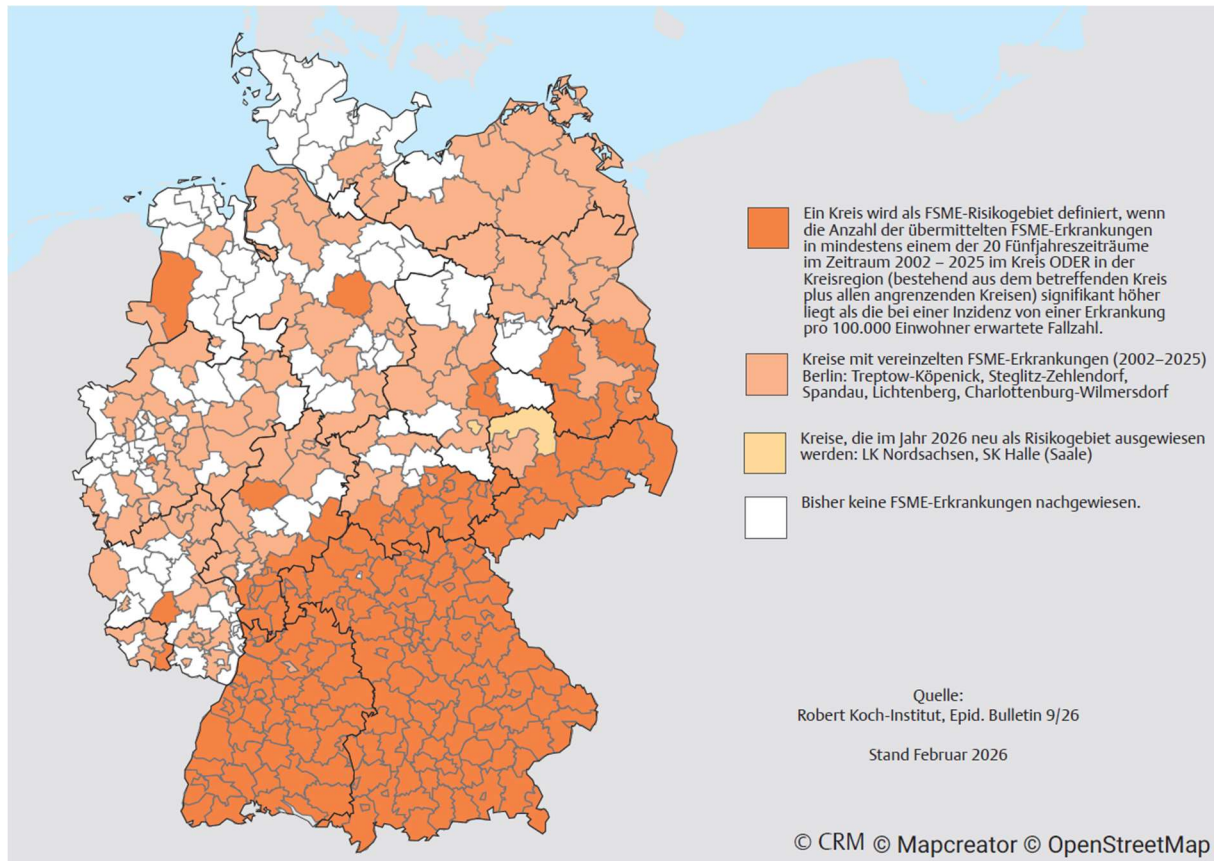 Ein Kreis wird als FSME-Risikogebiet definiert, wenn
die Anzahl der übermittelten FSME-Erkrankungen
in mindestens einem der 20 Fünfjahreszeiträume
im Zeitraum 2002 – 2025 im Kreis ODER in der
Kreisregion (bestehend aus dem betreffenden Kreis
plus allen angrenzenden Kreisen) signifikant höher
liegt als die bei einer Inzidenz von einer Erkrankung
pro 100.000 Einwohner erwartete Fallzahl.
Kreise mit vereinzelten FSME-Erkrankungen (2002–2025)
Berlin: Treptow-Köpenick, Steglitz-Zehlendorf,
Spandau, Lichtenberg, Charlottenburg-Wilmersdorf
Kreise, die im Jahr 2026 neu als Risikogebiet ausgewiesen
werden: LK Nordsachsen, SK Halle (Saale)
Bisher keine FSME-Erkrankungen nachgewiesen.
Quelle:
Robert Koch-Institut, Epid. Bulletin 9/26
Stand Februar 2026
© CRM © Mapcreator © OpenStreetMap